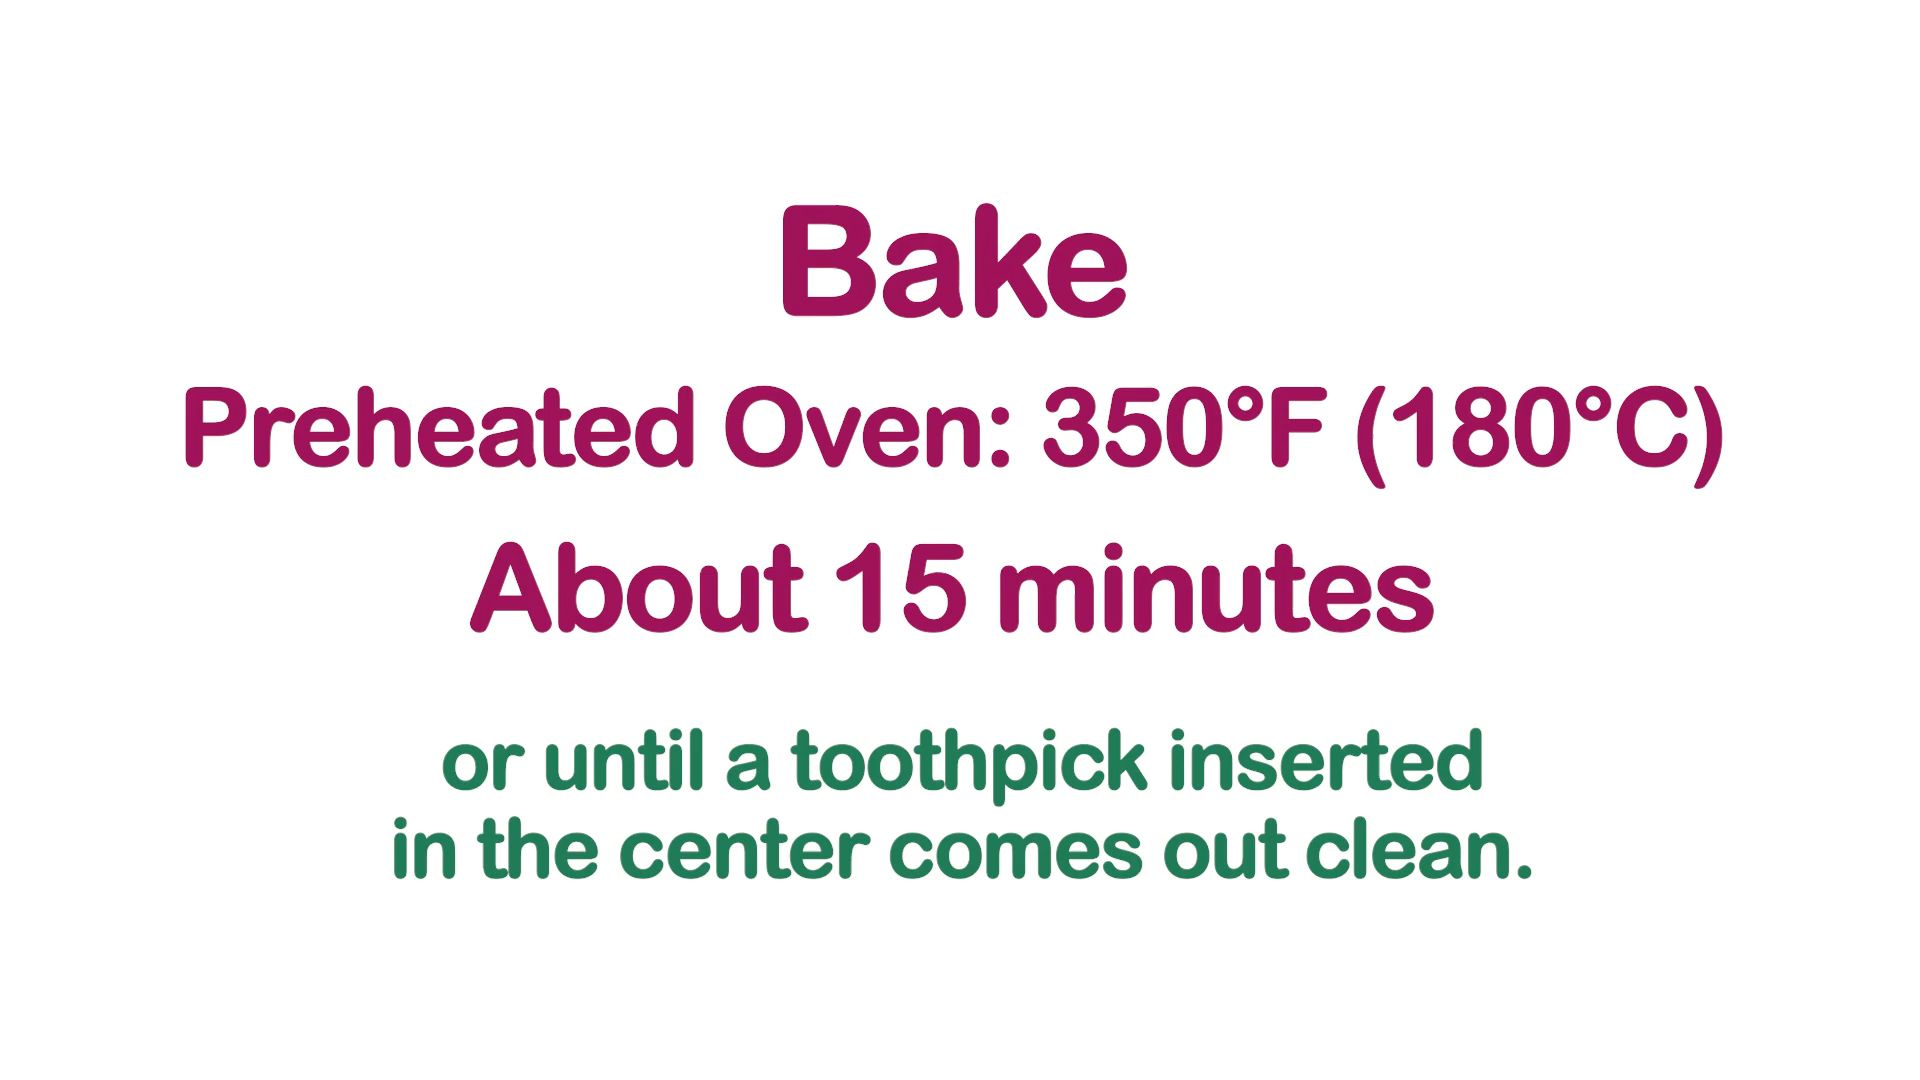 Bake
Preheated Oven: 350°F (180°C)
About 15 minutes
or until a toothpick inserted
in the center comes out clean.